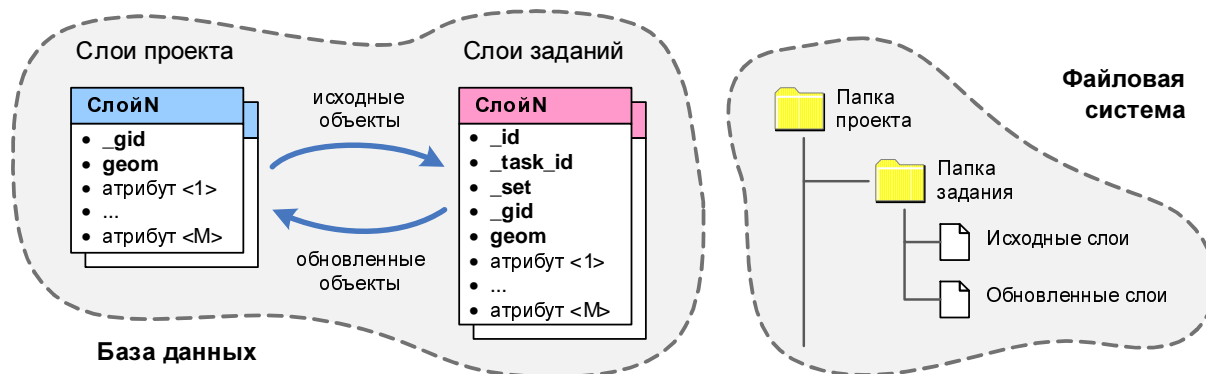 Слои проекта
СлойN
• _gid
• geom
• атрибут <1>
• ...
• атрибут <M>
исходные
объекты
обновленные
объекты
Слои заданий
СлойN
• _id
• _task_id
• _set
• _gid
• geom
• атрибут <1>
• ...
• атрибут <M>
База данных
Файловая
система
Папка
проекта
Папка
задания
Исходные слои
Обновленные слои